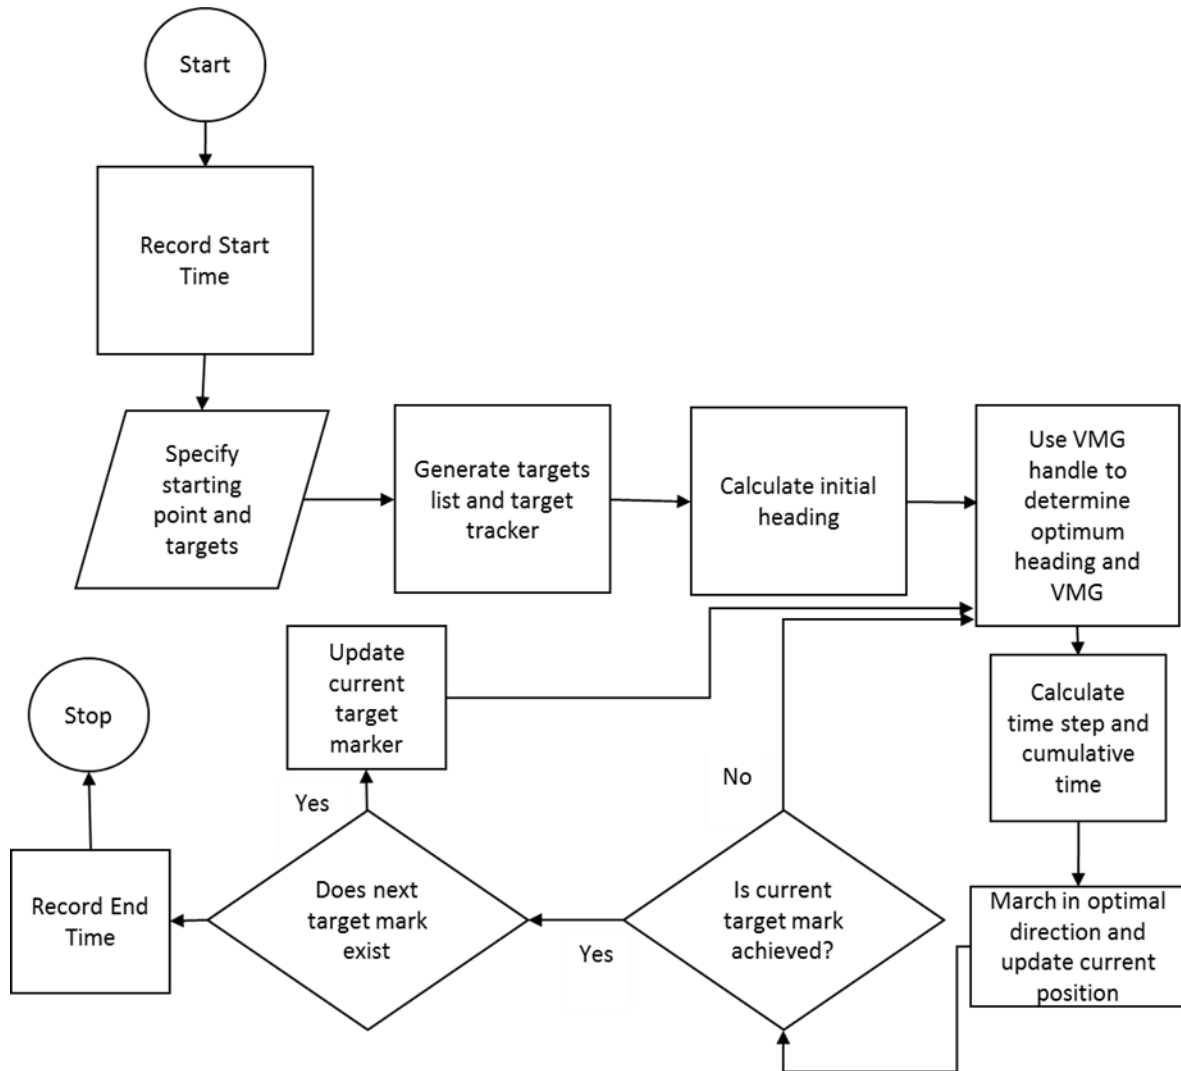 Start
Record Start
Time
Specify
starting
point and
targets
Generate targets
list and target
tracker
Calculate initial
heading
Use VMG
handle to
determine
optimum
heading and
VMG
Calculate
time step and
cumulative
time
March in optimal
direction and
update current
position
Is current
target mark
achieved?
No
Yes
Does next
target mark
exist
Yes
Update
current
target
marker
Record End
Time
Stop